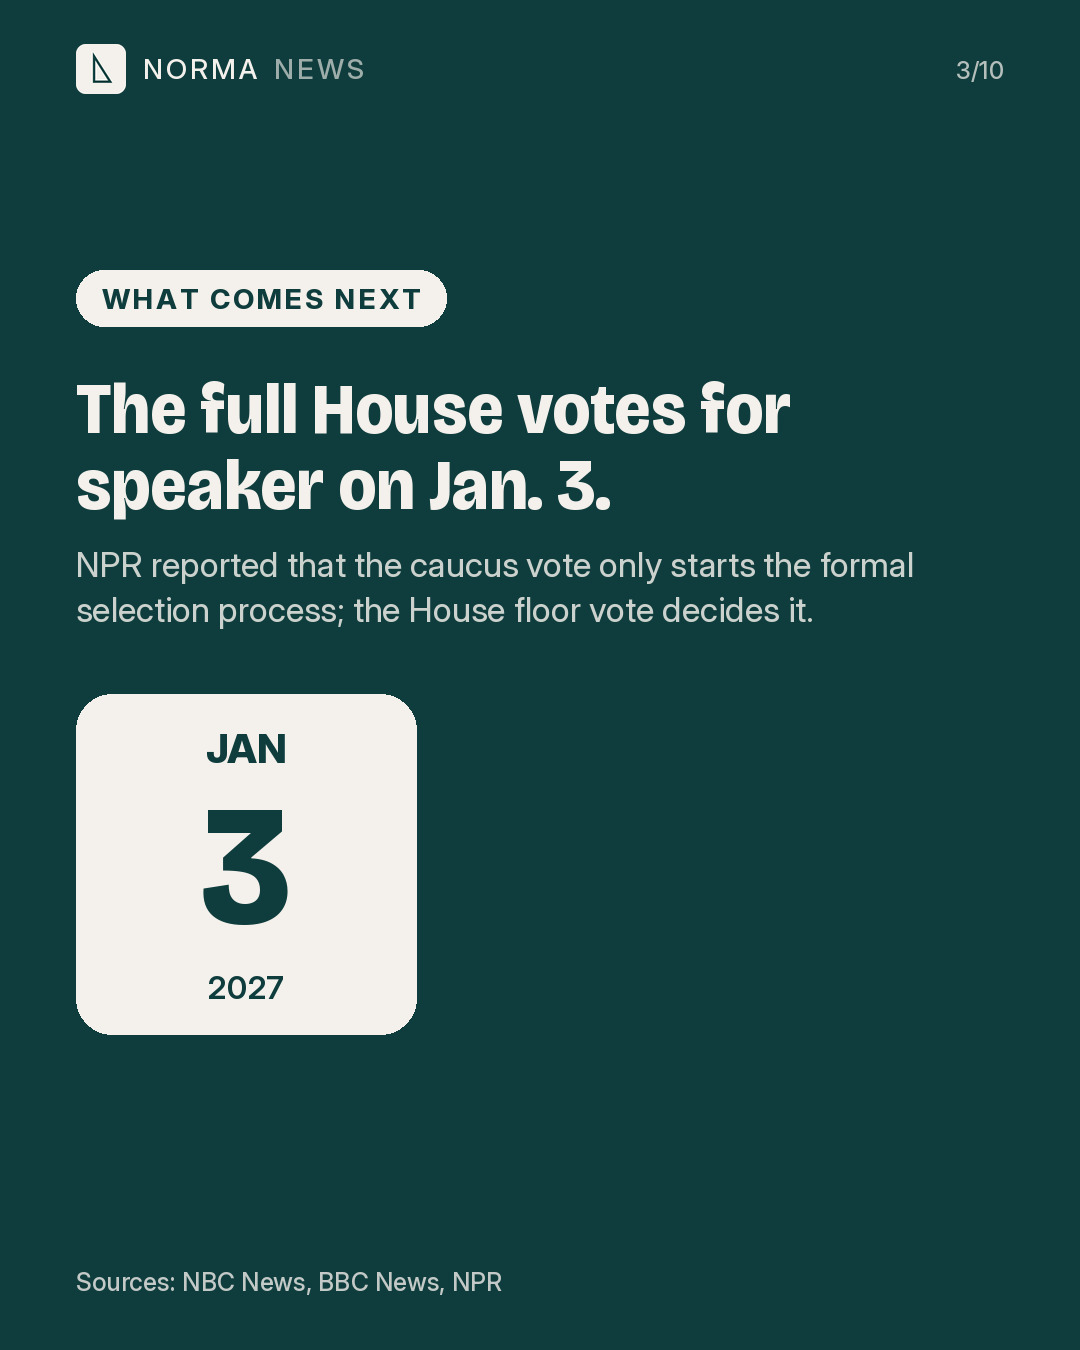 NORMA NEWS
3/10
WHAT COMES NEXT
The full House votes for
speaker on Jan. 3.
NPR reported that the caucus vote only starts the formal
selection process; the House floor vote decides it.
JAN
3
2027
Sources: NBC News, BBC News, NPR